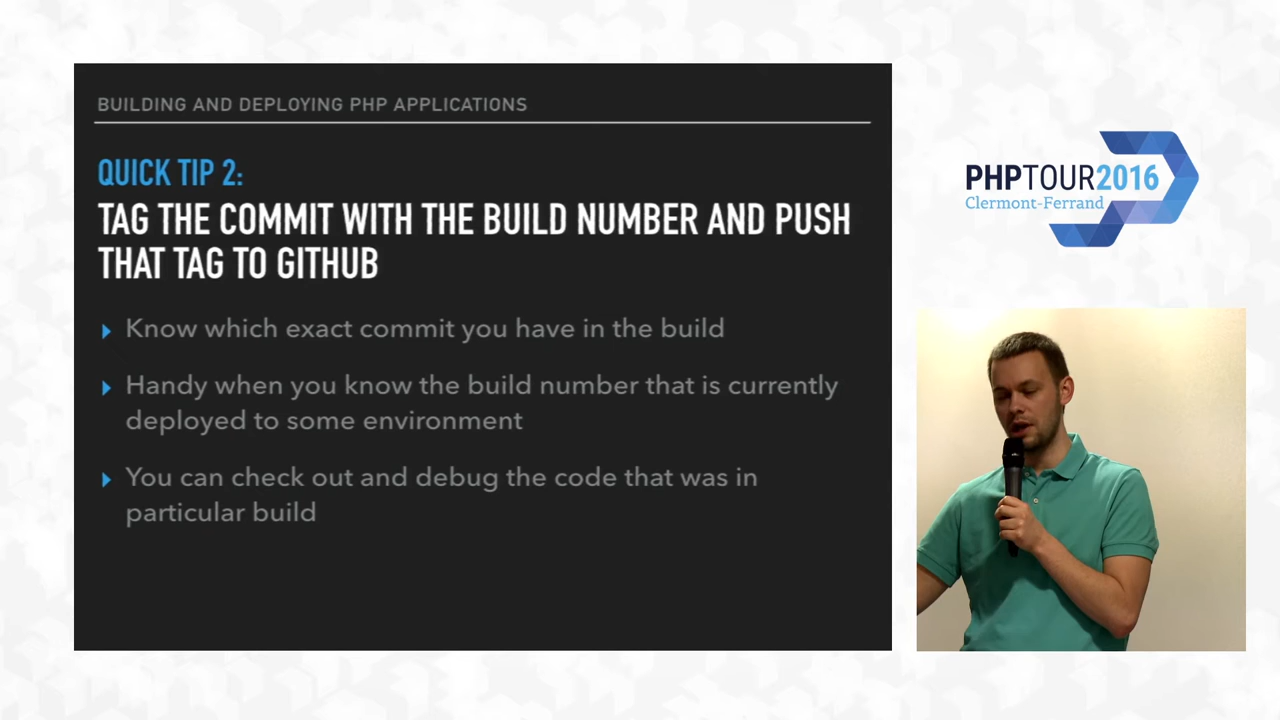 BUILDING AND DEPLOYING PHP APPLICATIONS
QUICK TIP 2:
TAG THE COMMIT WITH THE BUILD NUMBER AND PUSH
THAT TAG TO GITHUB
Know which exact commit you have in the build
Handy when you know the build number that is currently
deployed to some environment
You can check out and debug the code that was in
particular build
PHPTOUR2016
Clermont-Ferrand